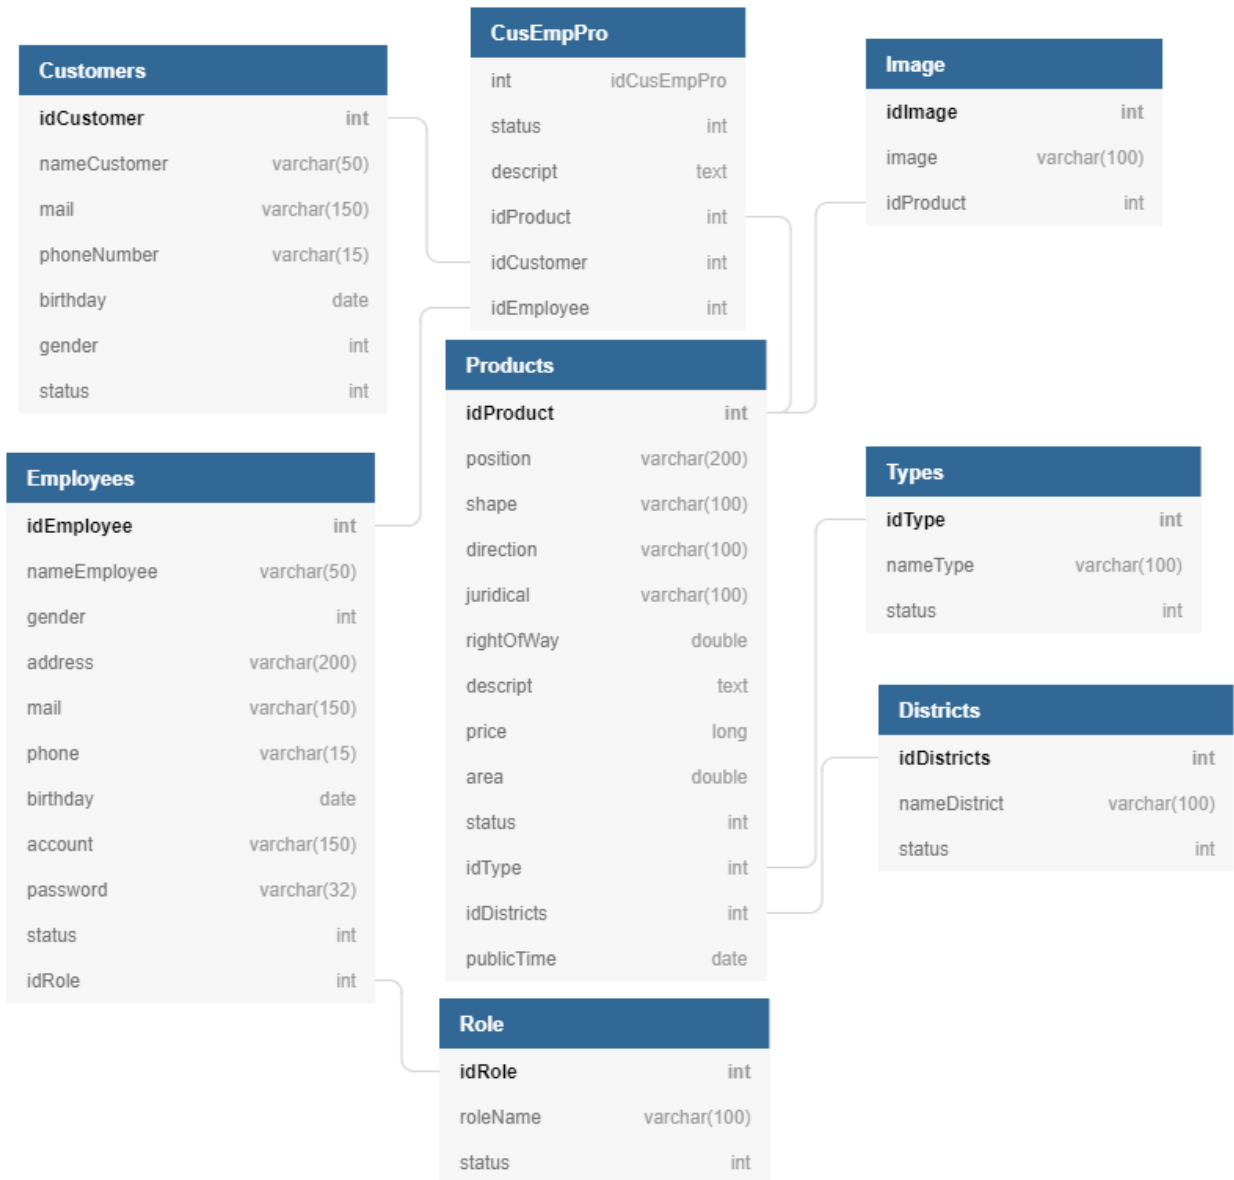 Customers
idCustomer int
nameCustomer varchar(50)
mail varchar(150)
phoneNumber varchar(15)
birthday date
gender int
status int
CusEmpPro
int idCusEmpPro
status int
descript text
idProduct int
idCustomer int
idEmployee int
Image
idImage int
image varchar(100)
idProduct int
Employees
idEmployee int
nameEmployee varchar(50)
gender int
address varchar(200)
mail varchar(150)
phone varchar(15)
birthday date
account varchar(150)
password varchar(32)
status int
idRole int
Products
idProduct int
position varchar(200)
shape varchar(100)
direction varchar(100)
juridical varchar(100)
rightOfWay double
descript text
price long
area double
status int
idType int
idDistricts int
publicTime date
Types
idType int
nameType varchar(100)
status int
Districts
idDistricts int
nameDistrict varchar(100)
status int
Role
idRole int
roleName varchar(100)
status int